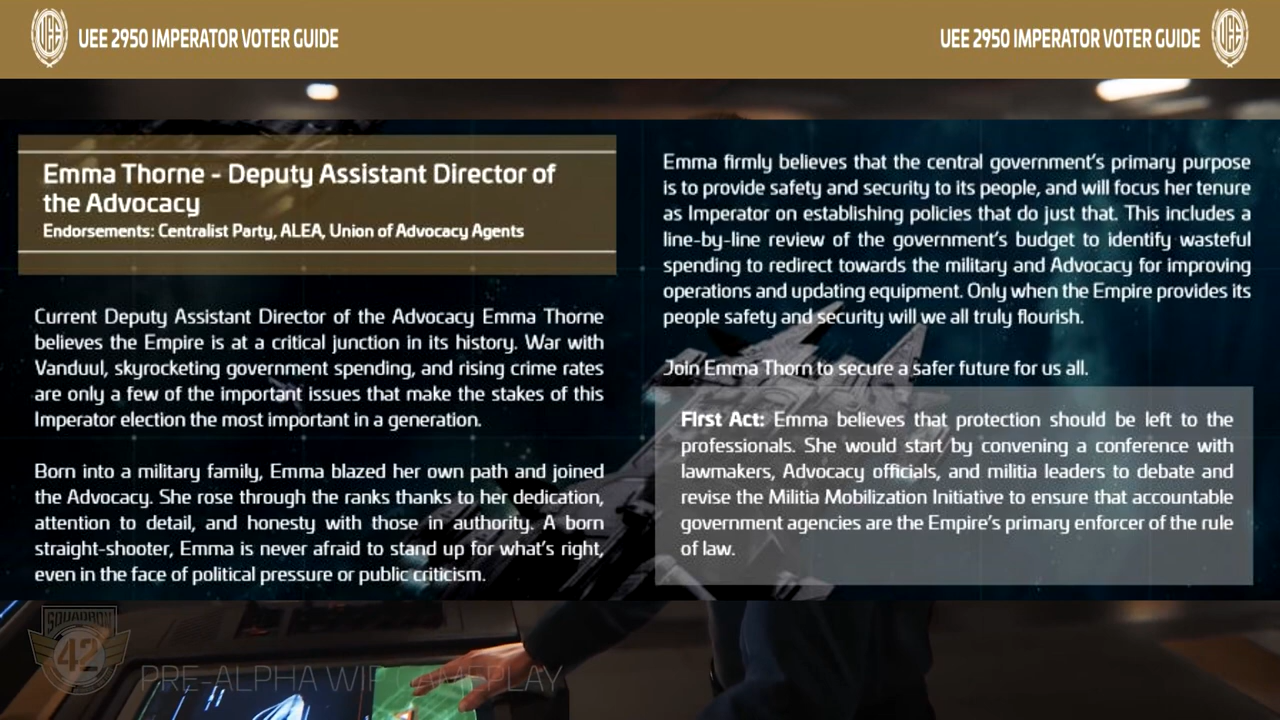 UEE 2950 IMPERATOR VOTER GUIDE
UEE 2950 IMPERATOR VOTER GUIDE
UEE
UEE
Emma Thorne - Deputy Assistant Director of
the Advocacy
Endorsements: Centralist Party, ALEA, Union of Advocacy Agents
Current Deputy Assistant Director of the Advocacy Emma Thorne
believes the Empire is at a critical junction in its history. War with
Vanduul, skyrocketing government spending, and rising crime rates
are only a few of the important issues that make the stakes of this
Imperator election the most important in a generation.
Born into a military family, Emma blazed her own path and joined
the Advocacy. She rose through the ranks thanks to her dedication,
attention to detail, and honesty with those in authority. A born
straight-shooter, Emma is never afraid to stand up for what's right,
even in the face of political pressure or public criticism.
Emma firmly believes that the central government's primary purpose
is to provide safety and security to its people, and will focus her tenure
as Imperator on establishing policies that do just that. This includes a
line-by-line review of the government's budget to identify wasteful
spending to redirect towards the military and Advocacy for improving
operations and updating equipment. Only when the Empire provides its
people safety and security will we all truly flourish.
Join Emma Thorn to secure a safer future for us all.
First Act: Emma believes that protection should be left to the
professionals. She would start by convening a conference with
lawmakers, Advocacy officials, and militia leaders to debate and
revise the Militia Mobilization Initiative to ensure that accountable
government agencies are the Empire's primary enforcer of the rule
of law.
SQUADRON
42
PRE-ALPHA WIP GAMEPLAY